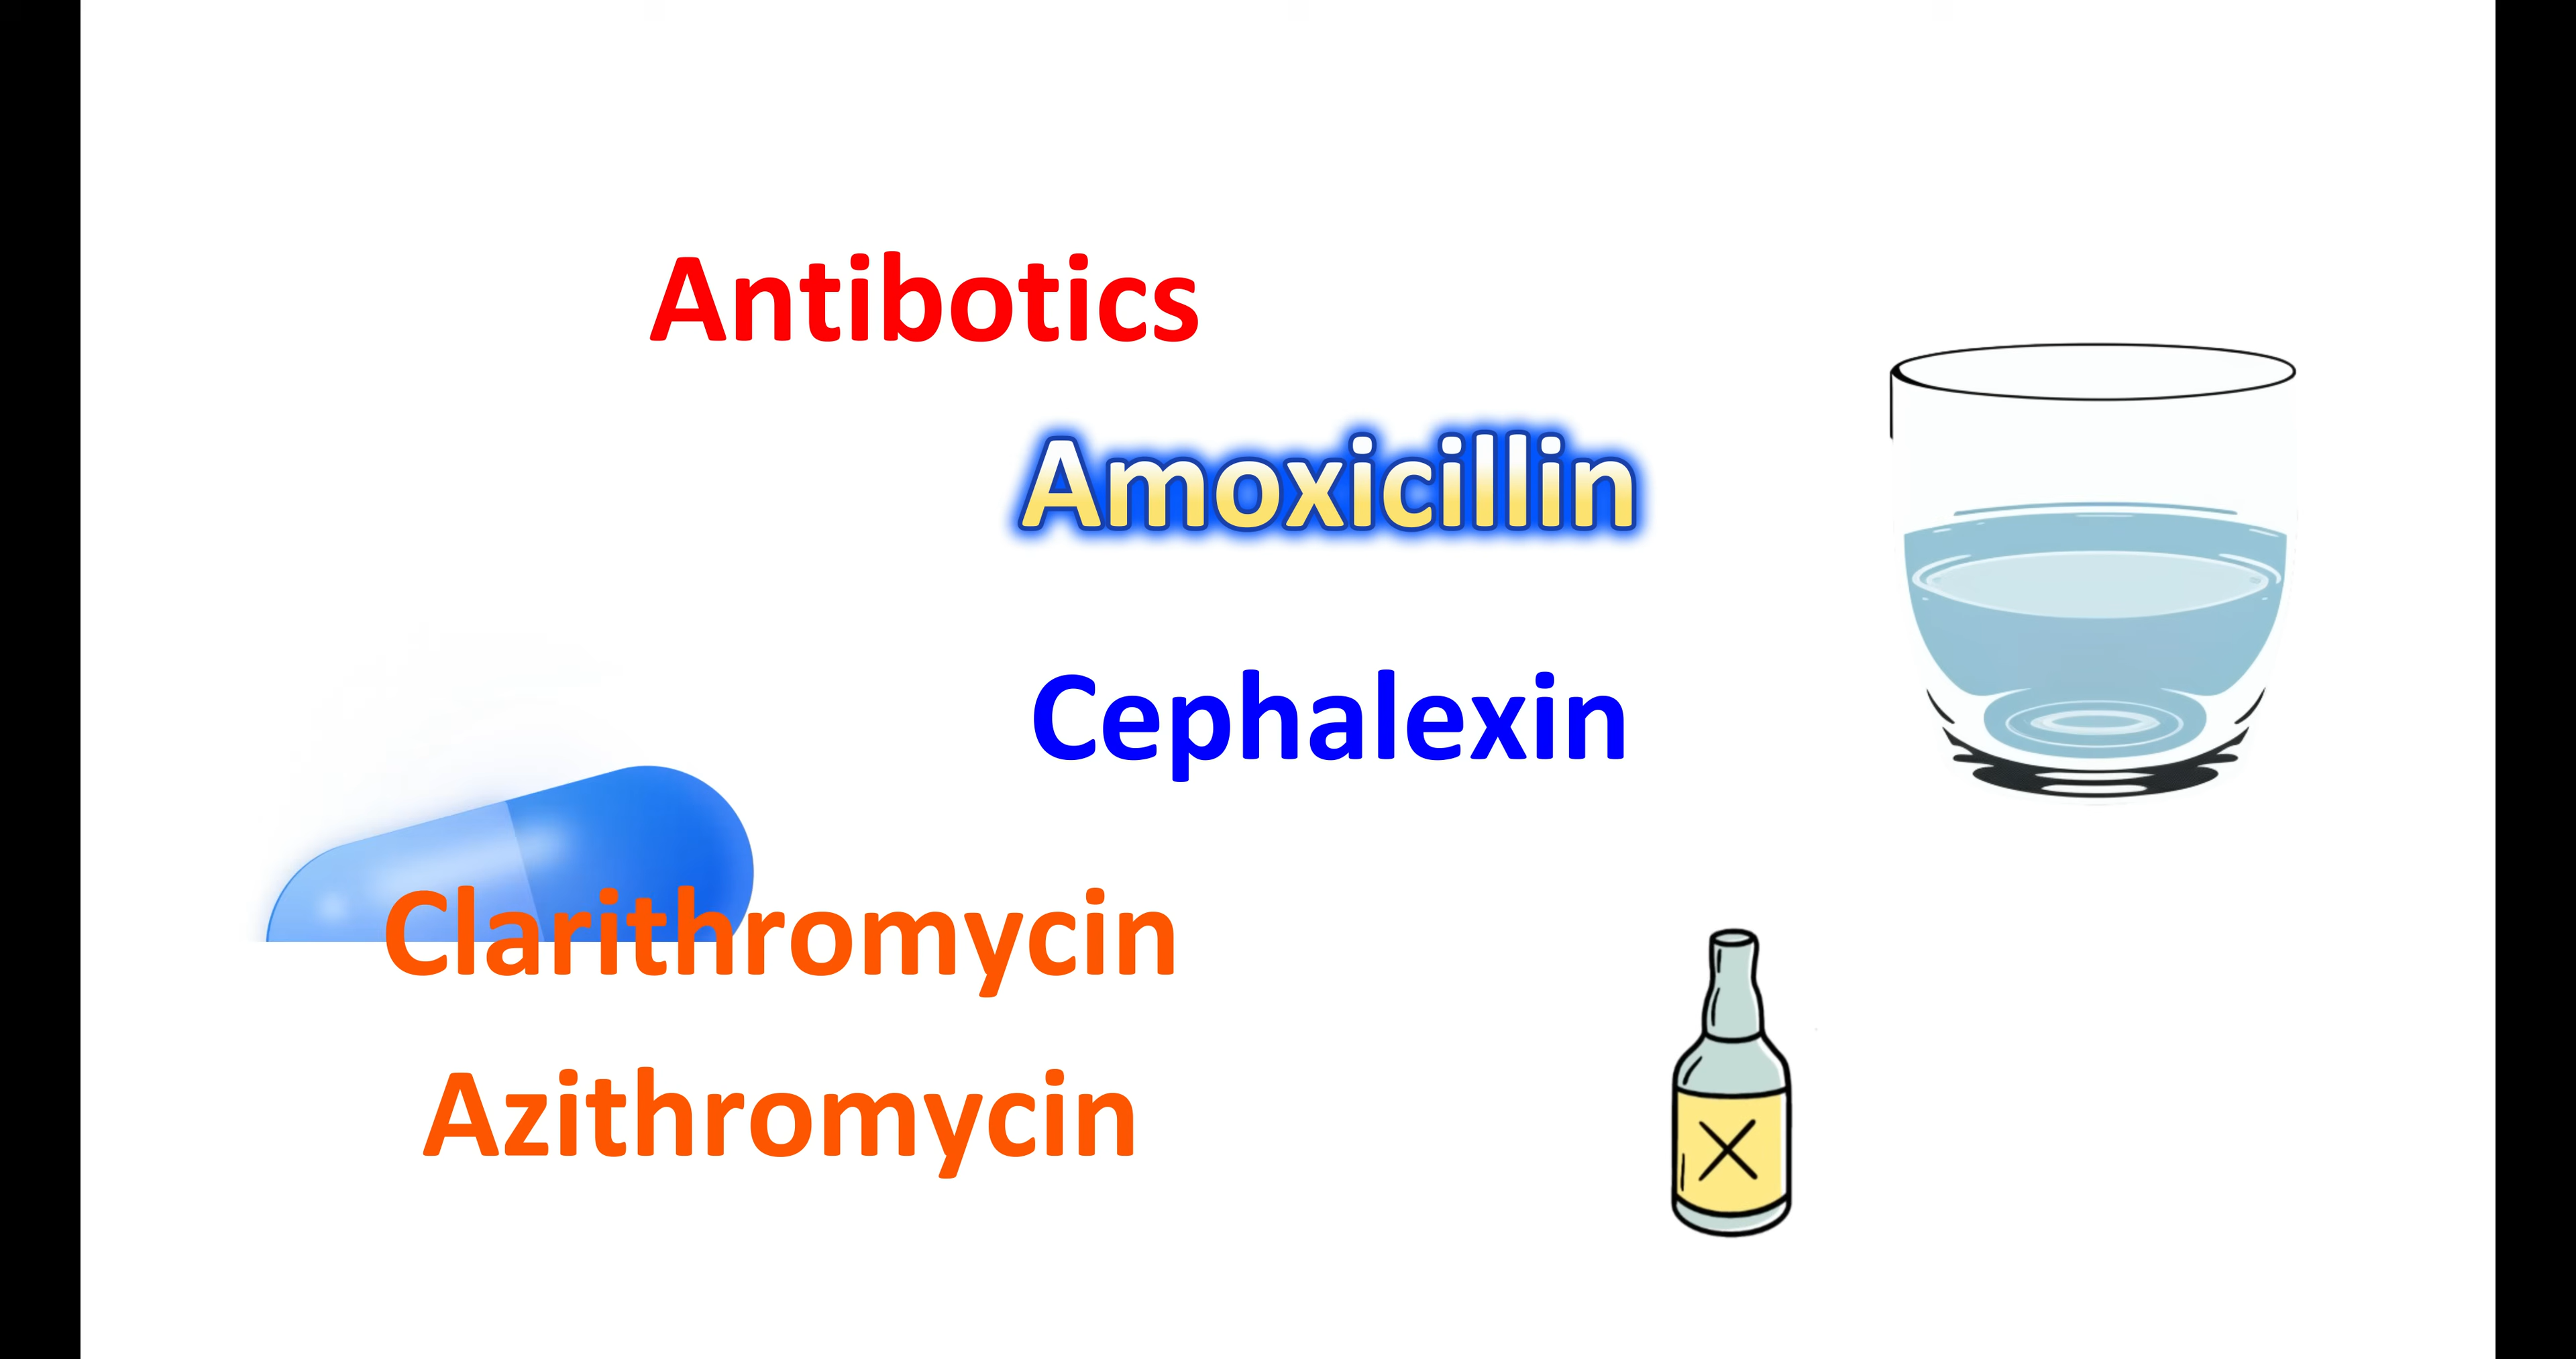 Antibotics
Amoxicillin
Cephalexin
Clarithromycin
Azithromycin
X